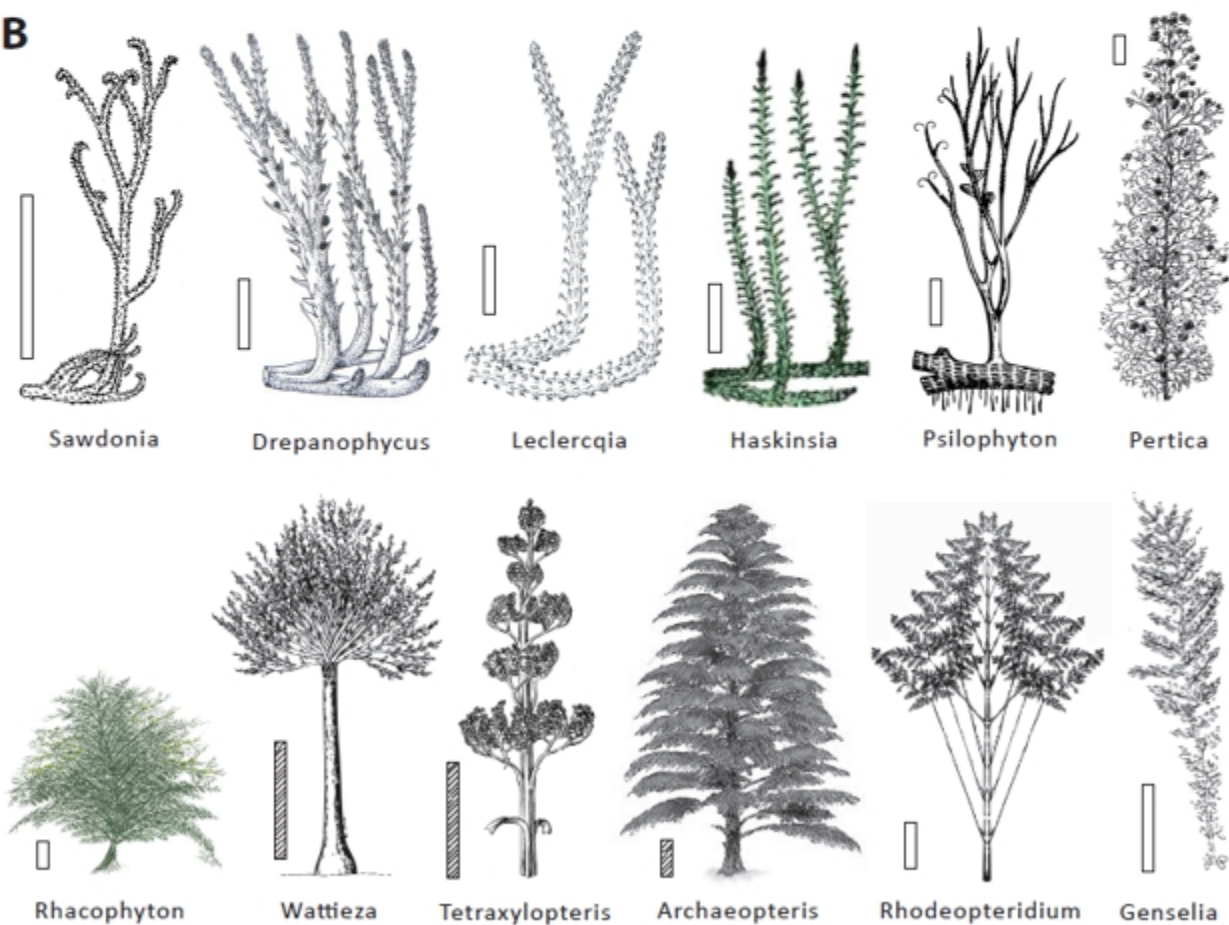 B
Sawdonia Drepanophycus Leclercqia Haskinsia Psilophyton Pertica
Rhacophyton Wattieza Tetraxylopteris Archaeopteris Rhodeopteridium Genselia